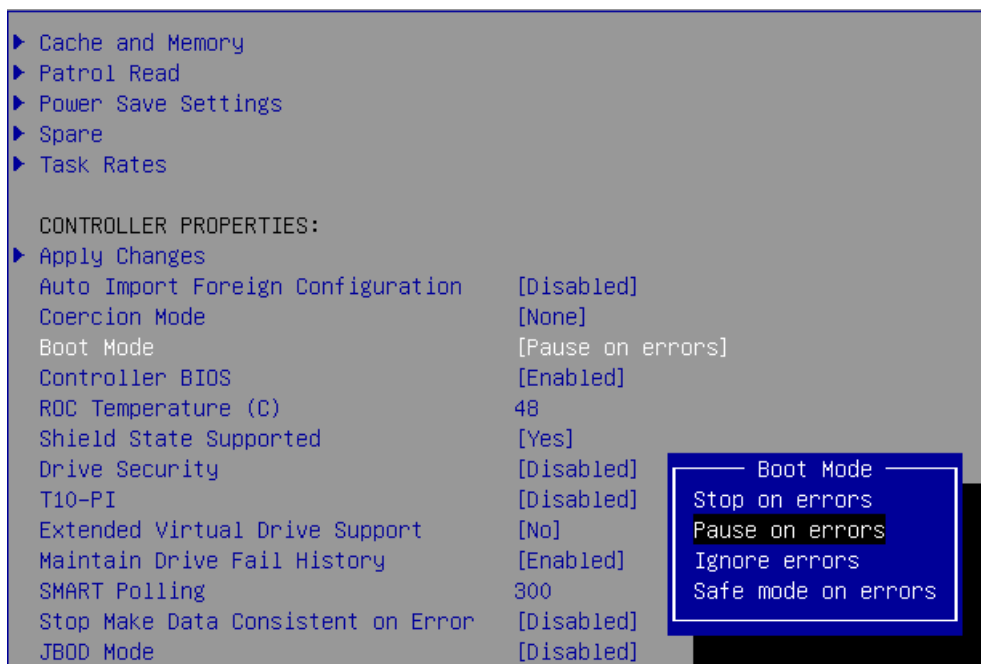 Cache and Memory
Patrol Read
Power Save Settings
Spare
Task Rates
CONTROLLER PROPERTIES:
Apply Changes
Auto Import Foreign Configuration [Disabled]
Coercion Mode [None]
Boot Mode [Pause on errors]
Controller BIOS [Enabled]
ROC Temperature (C) 48
Shield State Supported [Yes]
Drive Security [Disabled]
T10-PI [Disabled]
Extended Virtual Drive Support [No]
Maintain Drive Fail History [Enabled]
SMART Polling 300
Stop Make Data Consistent on Error [Disabled]
JBOD Mode [Disabled]
Boot Mode
Stop on errors
Pause on errors
Ignore errors
Safe mode on errors